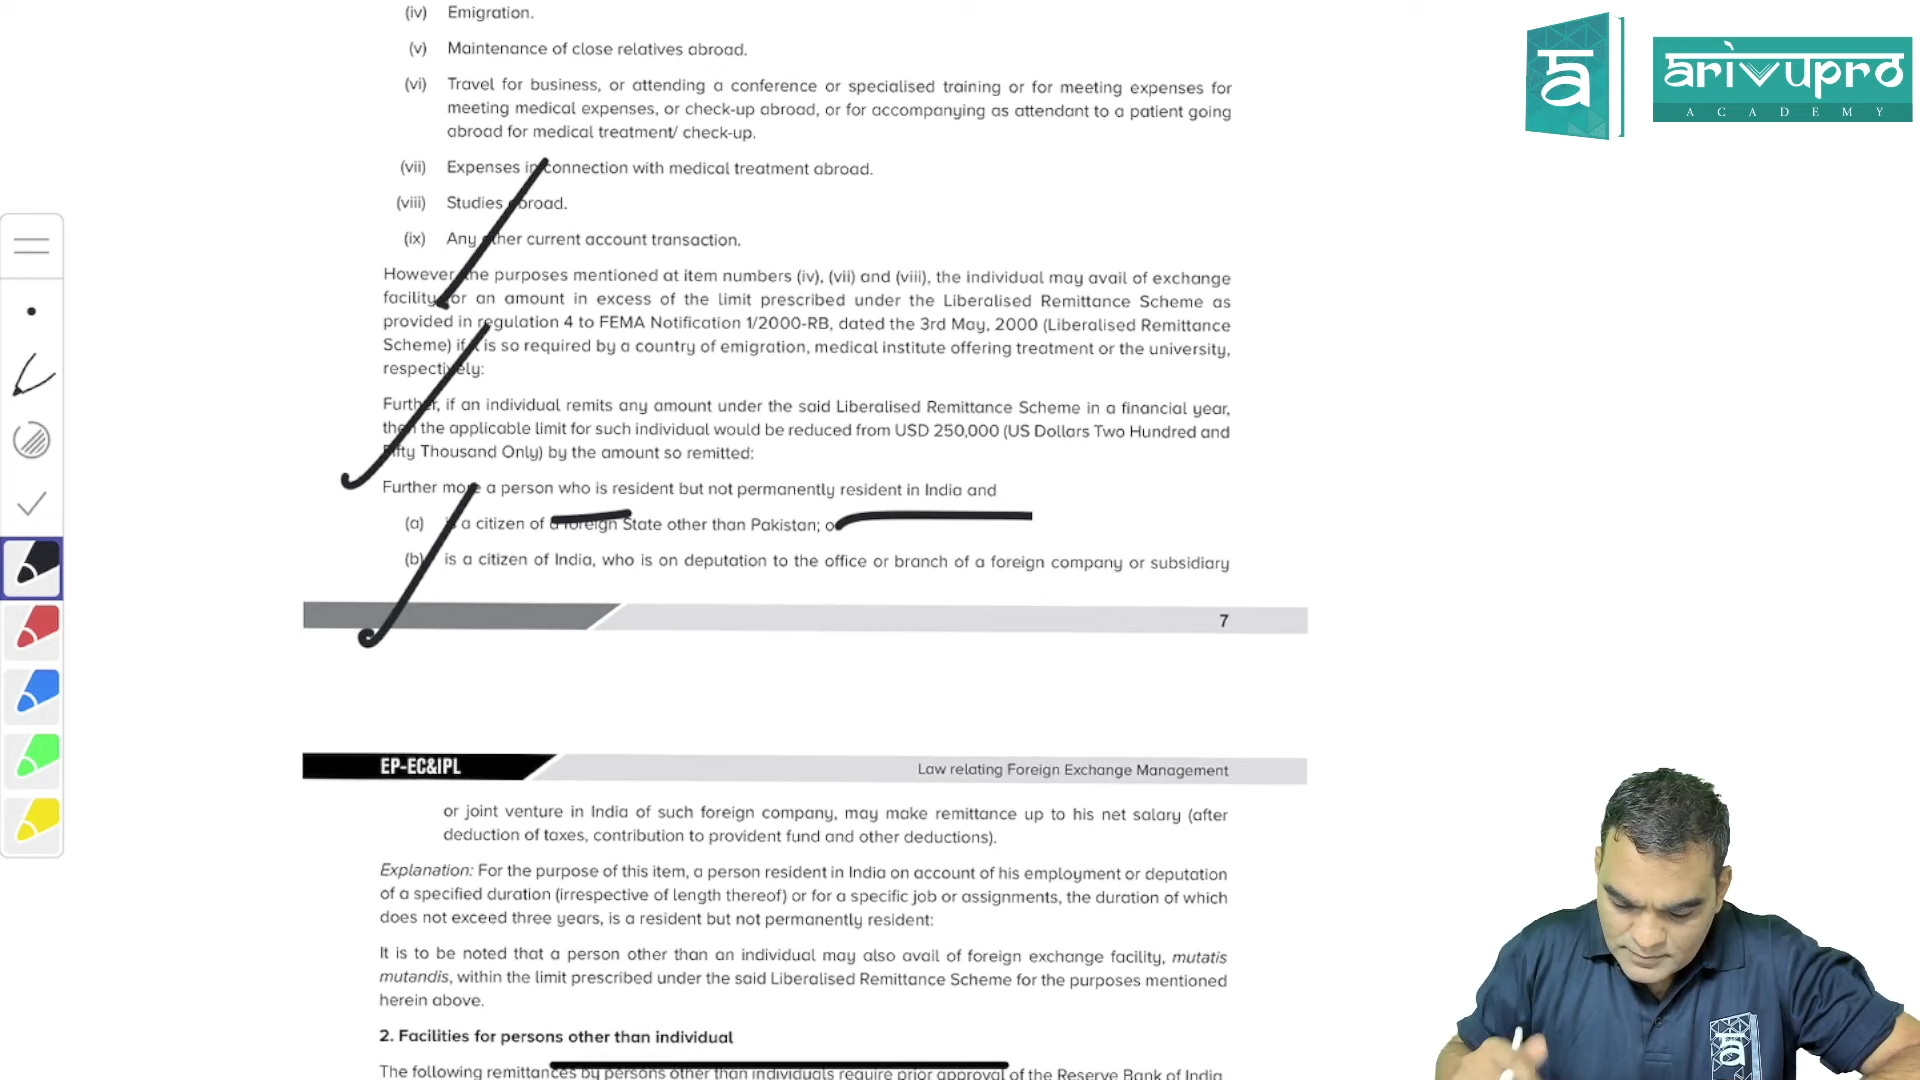 (iv) Emigration.
(v) Maintenance of close relatives abroad.
(vi) Travel for business, or attending a conference or specialised training or for meeting expenses for
meeting medical expenses, or check-up abroad, or for accompanying as attendant to a patient going
abroad for medical treatment/ check-up.
(vii) Expenses in connection with medical treatment abroad.
(viii) Studies abroad.
(ix) Any other current account transaction.
However, the purposes mentioned at item numbers (iv), (vii) and (viii), the individual may avail of exchange
facility for an amount in excess of the limit prescribed under the Liberalised Remittance Scheme as
provided in regulation 4 to FEMA Notification 1/2000-RB, dated the 3rd May, 2000 (Liberalised Remittance
Scheme) if it is so required by a country of emigration, medical institute offering treatment or the university,
respectively:
Further, if an individual remits any amount under the said Liberalised Remittance Scheme in a financial year,
then the applicable limit for such individual would be reduced from USD 250,000 (US Dollars Two Hundred and
Fifty Thousand Only) by the amount so remitted:
Further more a person who is resident but not permanently resident in India and
(a) is a citizen of a foreign State other than Pakistan; or
(b) is a citizen of India, who is on deputation to the office or branch of a foreign company or subsidiary
7
EP-EC&IPL
Law relating Foreign Exchange Management
or joint venture in India of such foreign company, may make remittance up to his net salary (after
deduction of taxes, contribution to provident fund and other deductions).
Explanation: For the purpose of this item, a person resident in India on account of his employment or deputation
of a specified duration (irrespective of length thereof) or for a specific job or assignments, the duration of which
does not exceed three years, is a resident but not permanently resident:
It is to be noted that a person other than an individual may also avail of foreign exchange facility, mutatis
mutandis, within the limit prescribed under the said Liberalised Remittance Scheme for the purposes mentioned
herein above.
2. Facilities for persons other than individual
The following remittances by persons other than individuals require prior approval of the Reserve Bank of India
arivupro
ACADEMY